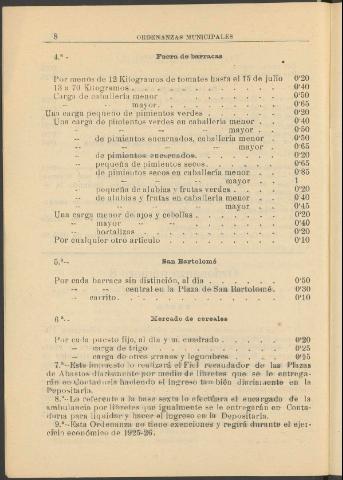 8 ORDENANZAS MUNICIPALES
4.ª- Fuera de barracas
Por menos de 12 Kilogramos de tomates hasta el 15 de julio 0'20
13 a 70 Kilogramos . . . . . . . . . 0'40
Carga de caballería menor . . . . . . . 0'50
— — mayor . . . . . . . 0'65
Una carga pequeña de pimientos verdes . . . . . 0'20
Una carga de pimientos verdes en caballería menor . . 0'40
— — — — — mayor . . 0'50
— de pimientos encarnados, caballería menor . . 0'50
— — — — mayor . . 0'65
— de pimientos encarnados . . . . . . 0'20
— pequeña de pimientos secos . . . . . 0'65
— de pimientos secos en caballería menor . . . 0'85
— — — — mayor . . . 1
— pequeña de alubias y frutas verdes . . . . 0'20
— de alubias y frutas en caballería menor . . 0'40
— — — — mayor . . 0'45
Una carga menor de ajos y cebollas . . . . . 0'20
— mayor — — . . . . . 0'40
— hortalizas . . . . . . . . 0'20
Por cualquier otro artículo . . . . . . . 0'10
5.ª- San Bartolomé
Por cada barraca sin distinción, al día . . . . . 0'50
— — central en la Plaza de San Bartolomé. 0'30
— carrito . . . . . . . . . 0'10
6.ª- Mercado de cereales
Por cada puesto fijo, al día y m. cuadrado . . . . 0'20
— carga de trigo . . . . . . . 0'25
— carga de otros granos y legumbres . . . . 0'15
7.ª-Este impuesto lo realizará el Fiel recaudador de las Plazas
de Abastos diariamente por medio de libretes que se le entrega-
rán en Contaduría haciendo el ingreso también diariamente en la
Depositaría.
8.ª-Lo referente a la base sexta lo efectúara el encargado de la
ambulancia por libretes que igualmente se le entregarán en Conta-
duría para liquidar y hacer el ingreso en la Depositaría.
9.ª-Esta Ordenanza no tiene exenciones y regirá durante el ejer-
cicio económico de 1925-26.